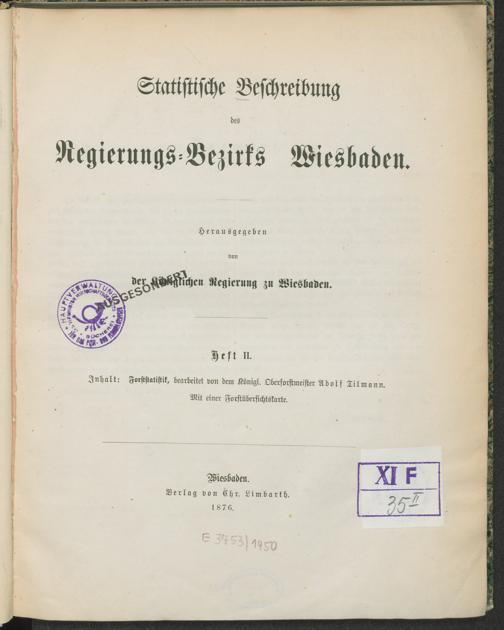 Statistische Beschreibung
des
Regierungs-Bezirks Wiesbaden.
Herausgegeben
von
der Königlichen Regierung zu Wiesbaden.
AUSGESONDERT
HAUPTVERWALTUNG
Heft II.
Inhalt: Forststatistik, bearbeitet von dem Königl. Oberforstmeister Adolf Tilmann.
Mit einer Forstübersichtskarte.
Wiesbaden.
Verlag von Chr. Limbarth.
1876.
XI F
35 II
E 3753/1950